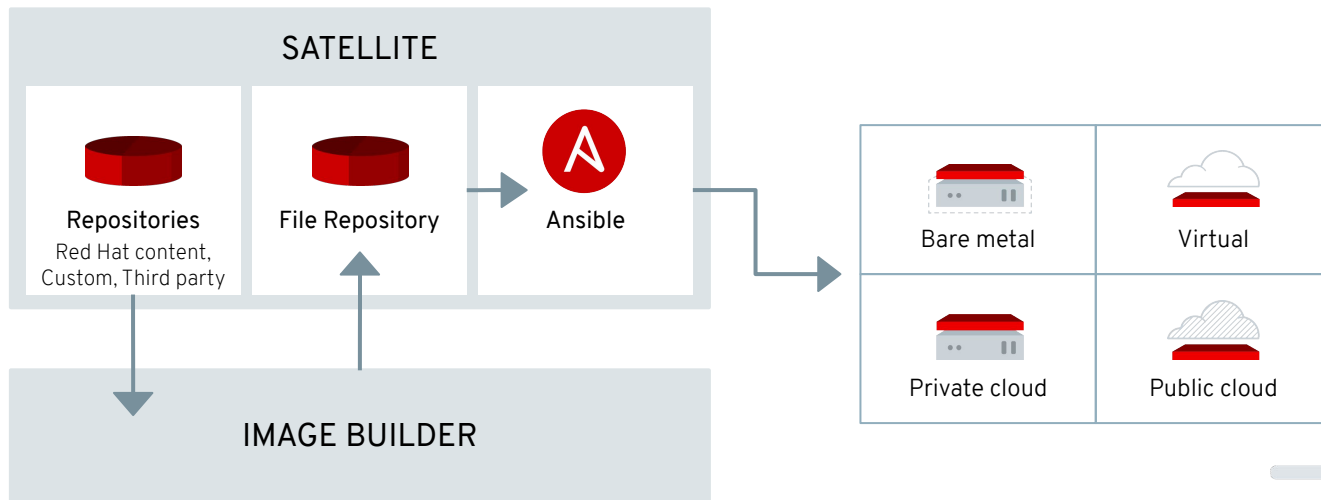 SATELLITE
Repositories
Red Hat content,
Custom, Third party
File Repository
Ansible
IMAGE BUILDER
Bare metal
Virtual
Private cloud
Public cloud